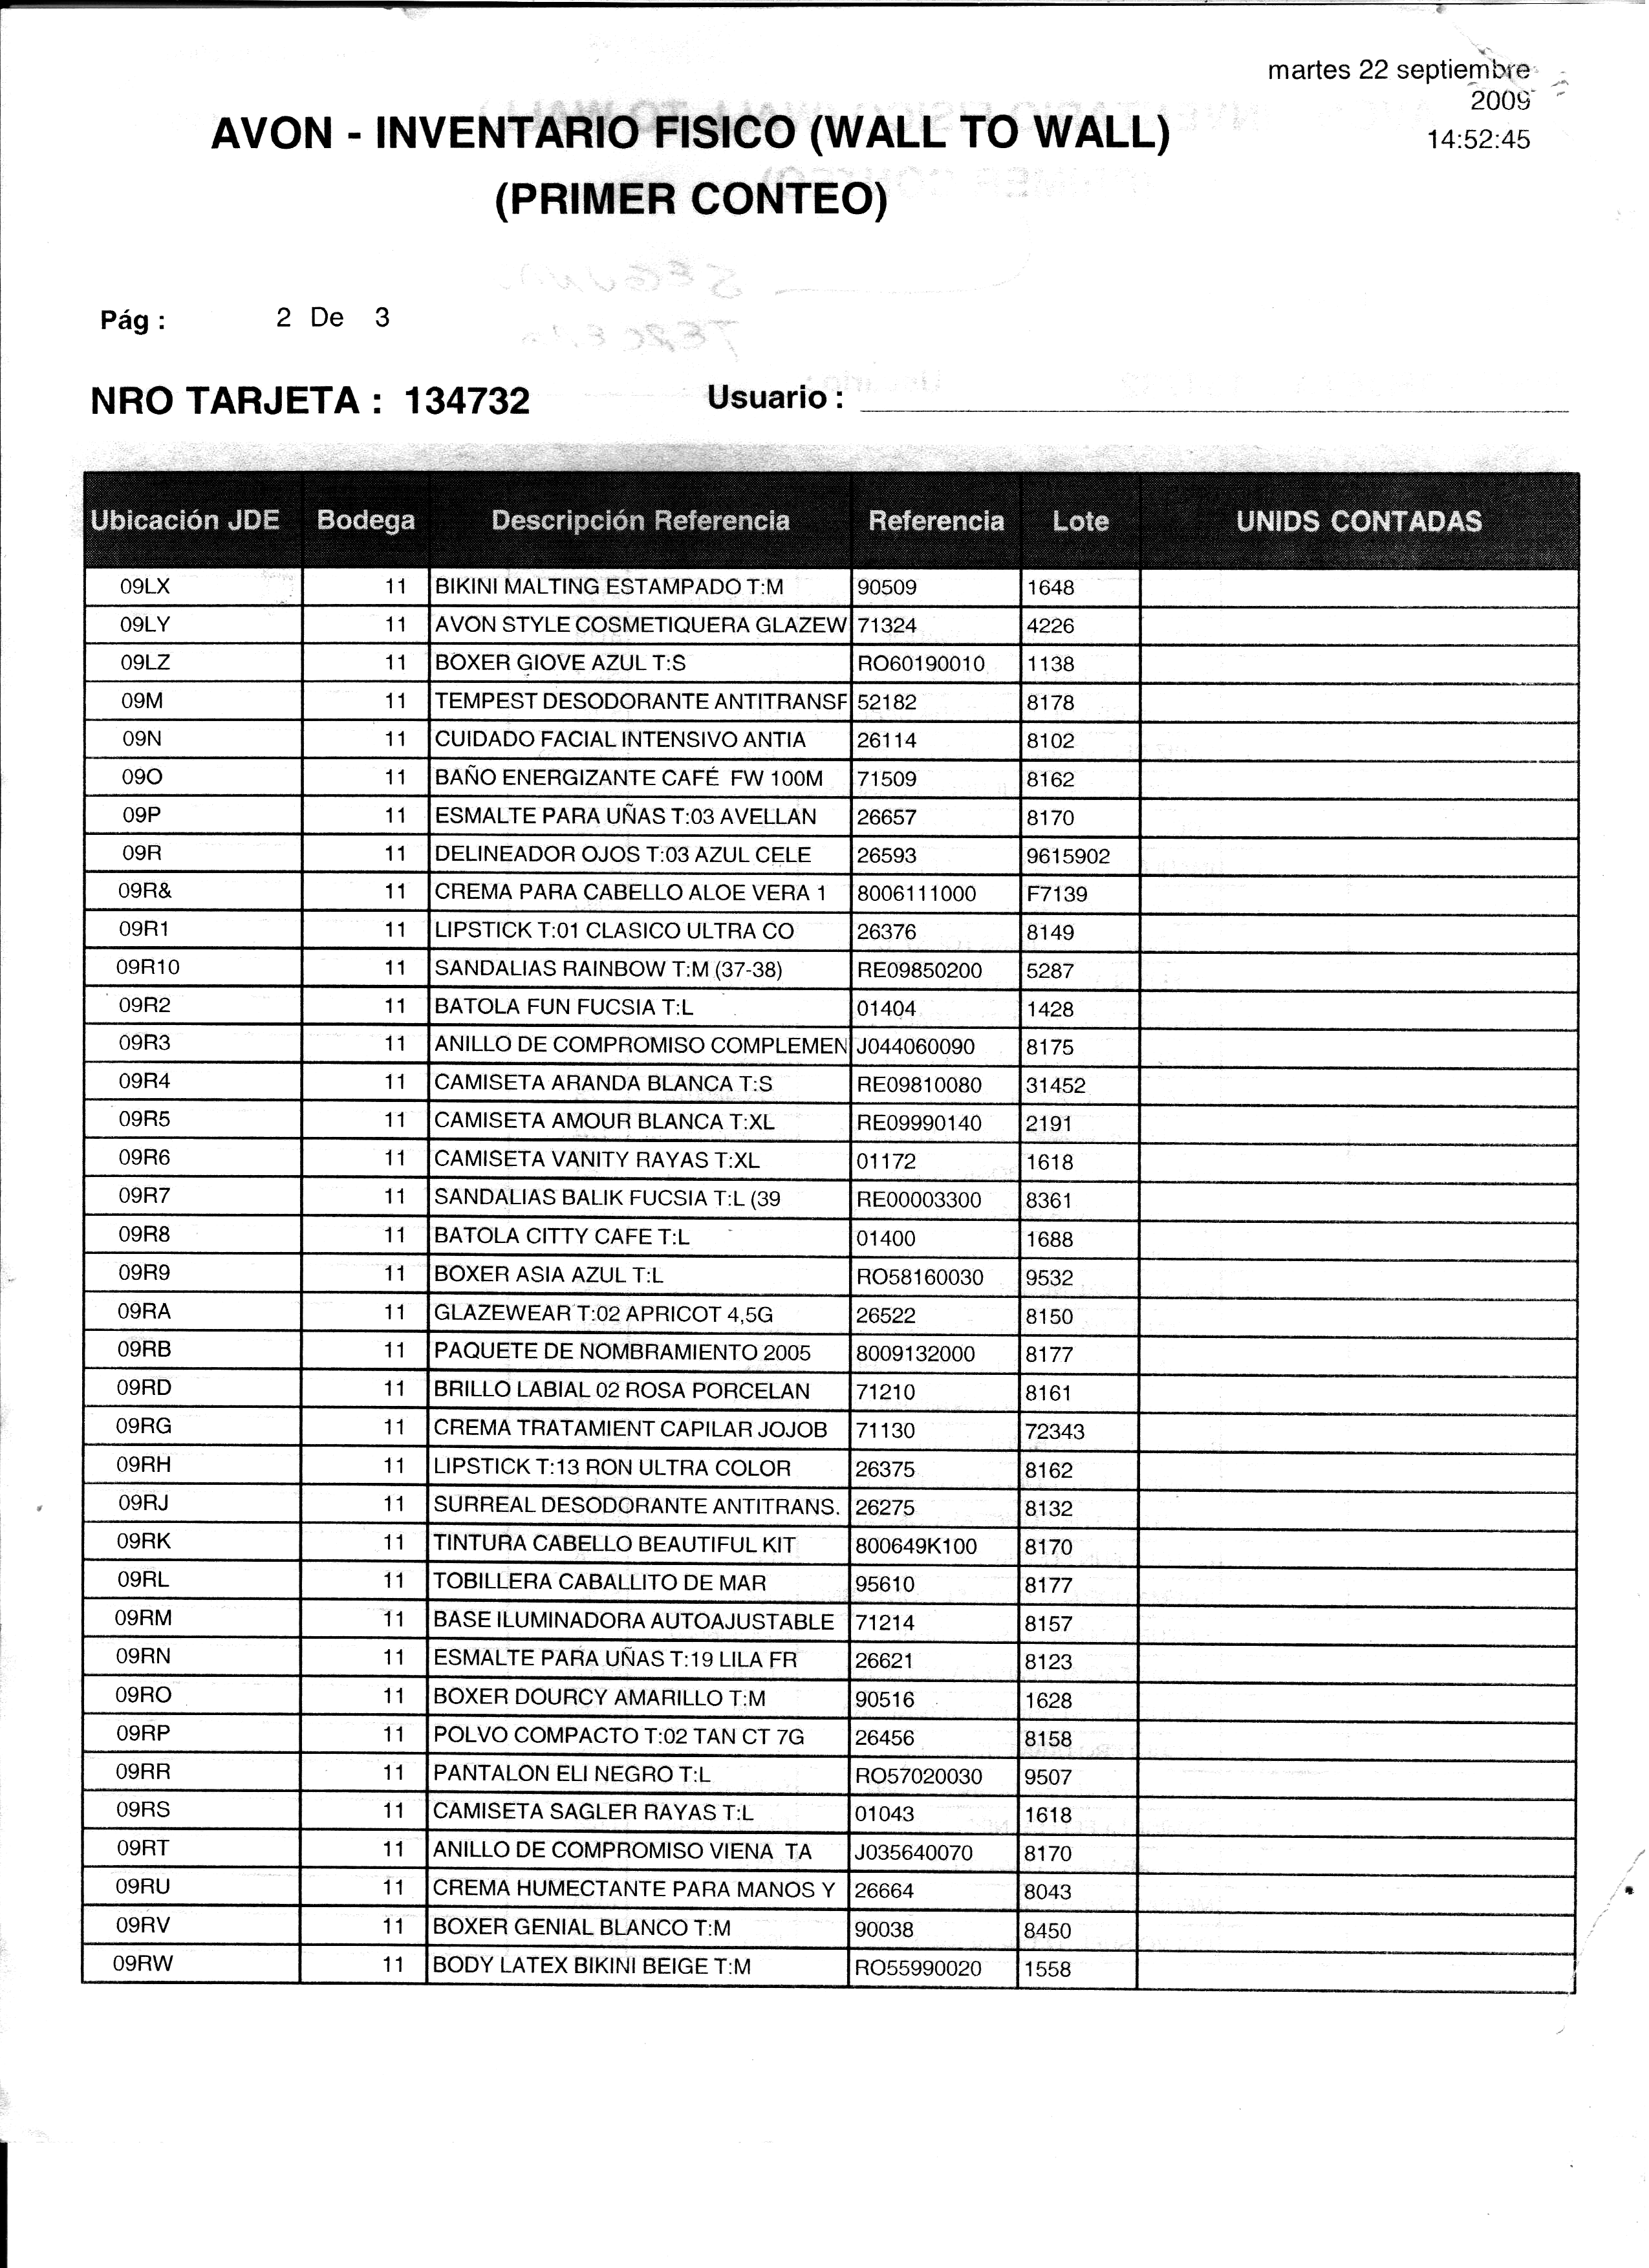 martes 22 septiembre
2009
14:52:45
AVON - INVENTARIO FISICO (WALL TO WALL)
(PRIMER CONTEO)
Pág : 2 De 3
NRO TARJETA : 134732 Usuario :
Ubicación JDE Bodega Descripción Referencia Referencia Lote UNIDS CONTADAS
09LX 11 BIKINI MALTING ESTAMPADO T:M 90509 1648
09LY 11 AVON STYLE COSMETIQUERA GLAZEW 71324 4226
09LZ 11 BOXER GIOVE AZUL T:S RO60190010 1138
09M 11 TEMPEST DESODORANTE ANTITRANSF 52182 8178
09N 11 CUIDADO FACIAL INTENSIVO ANTIA 26114 8102
09O 11 BAÑO ENERGIZANTE CAFÉ FW 100M 71509 8162
09P 11 ESMALTE PARA UÑAS T:03 AVELLAN 26657 8170
09R 11 DELINEADOR OJOS T:03 AZUL CELE 26593 9615902
09R& 11 CREMA PARA CABELLO ALOE VERA 1 8006111000 F7139
09R1 11 LIPSTICK T:01 CLASICO ULTRA CO 26376 8149
09R10 11 SANDALIAS RAINBOW T:M (37-38) RE09850200 5287
09R2 11 BATOLA FUN FUCSIA T:L 01404 1428
09R3 11 ANILLO DE COMPROMISO COMPLEMEN J044060090 8175
09R4 11 CAMISETA ARANDA BLANCA T:S RE09810080 31452
09R5 11 CAMISETA AMOUR BLANCA T:XL RE09990140 2191
09R6 11 CAMISETA VANITY RAYAS T:XL 01172 1618
09R7 11 SANDALIAS BALIK FUCSIA T:L (39 RE00003300 8361
09R8 11 BATOLA CITTY CAFE T:L 01400 1688
09R9 11 BOXER ASIA AZUL T:L RO58160030 9532
09RA 11 GLAZEWEAR T:02 APRICOT 4,5G 26522 8150
09RB 11 PAQUETE DE NOMBRAMIENTO 2005 8009132000 8177
09RD 11 BRILLO LABIAL 02 ROSA PORCELAN 71210 8161
09RG 11 CREMA TRATAMIENT CAPILAR JOJOB 71130 72343
09RH 11 LIPSTICK T:13 RON ULTRA COLOR 26375 8162
09RJ 11 SURREAL DESODORANTE ANTITRANS. 26275 8132
09RK 11 TINTURA CABELLO BEAUTIFUL KIT 800649K100 8170
09RL 11 TOBILLERA CABALLITO DE MAR 95610 8177
09RM 11 BASE ILUMINADORA AUTOAJUSTABLE 71214 8157
09RN 11 ESMALTE PARA UÑAS T:19 LILA FR 26621 8123
09RO 11 BOXER DOURCY AMARILLO T:M 90516 1628
09RP 11 POLVO COMPACTO T:02 TAN CT 7G 26456 8158
09RR 11 PANTALON ELI NEGRO T:L RO57020030 9507
09RS 11 CAMISETA SAGLER RAYAS T:L 01043 1618
09RT 11 ANILLO DE COMPROMISO VIENA TA J035640070 8170
09RU 11 CREMA HUMECTANTE PARA MANOS Y 26664 8043
09RV 11 BOXER GENIAL BLANCO T:M 90038 8450
09RW 11 BODY LATEX BIKINI BEIGE T:M RO55990020 1558